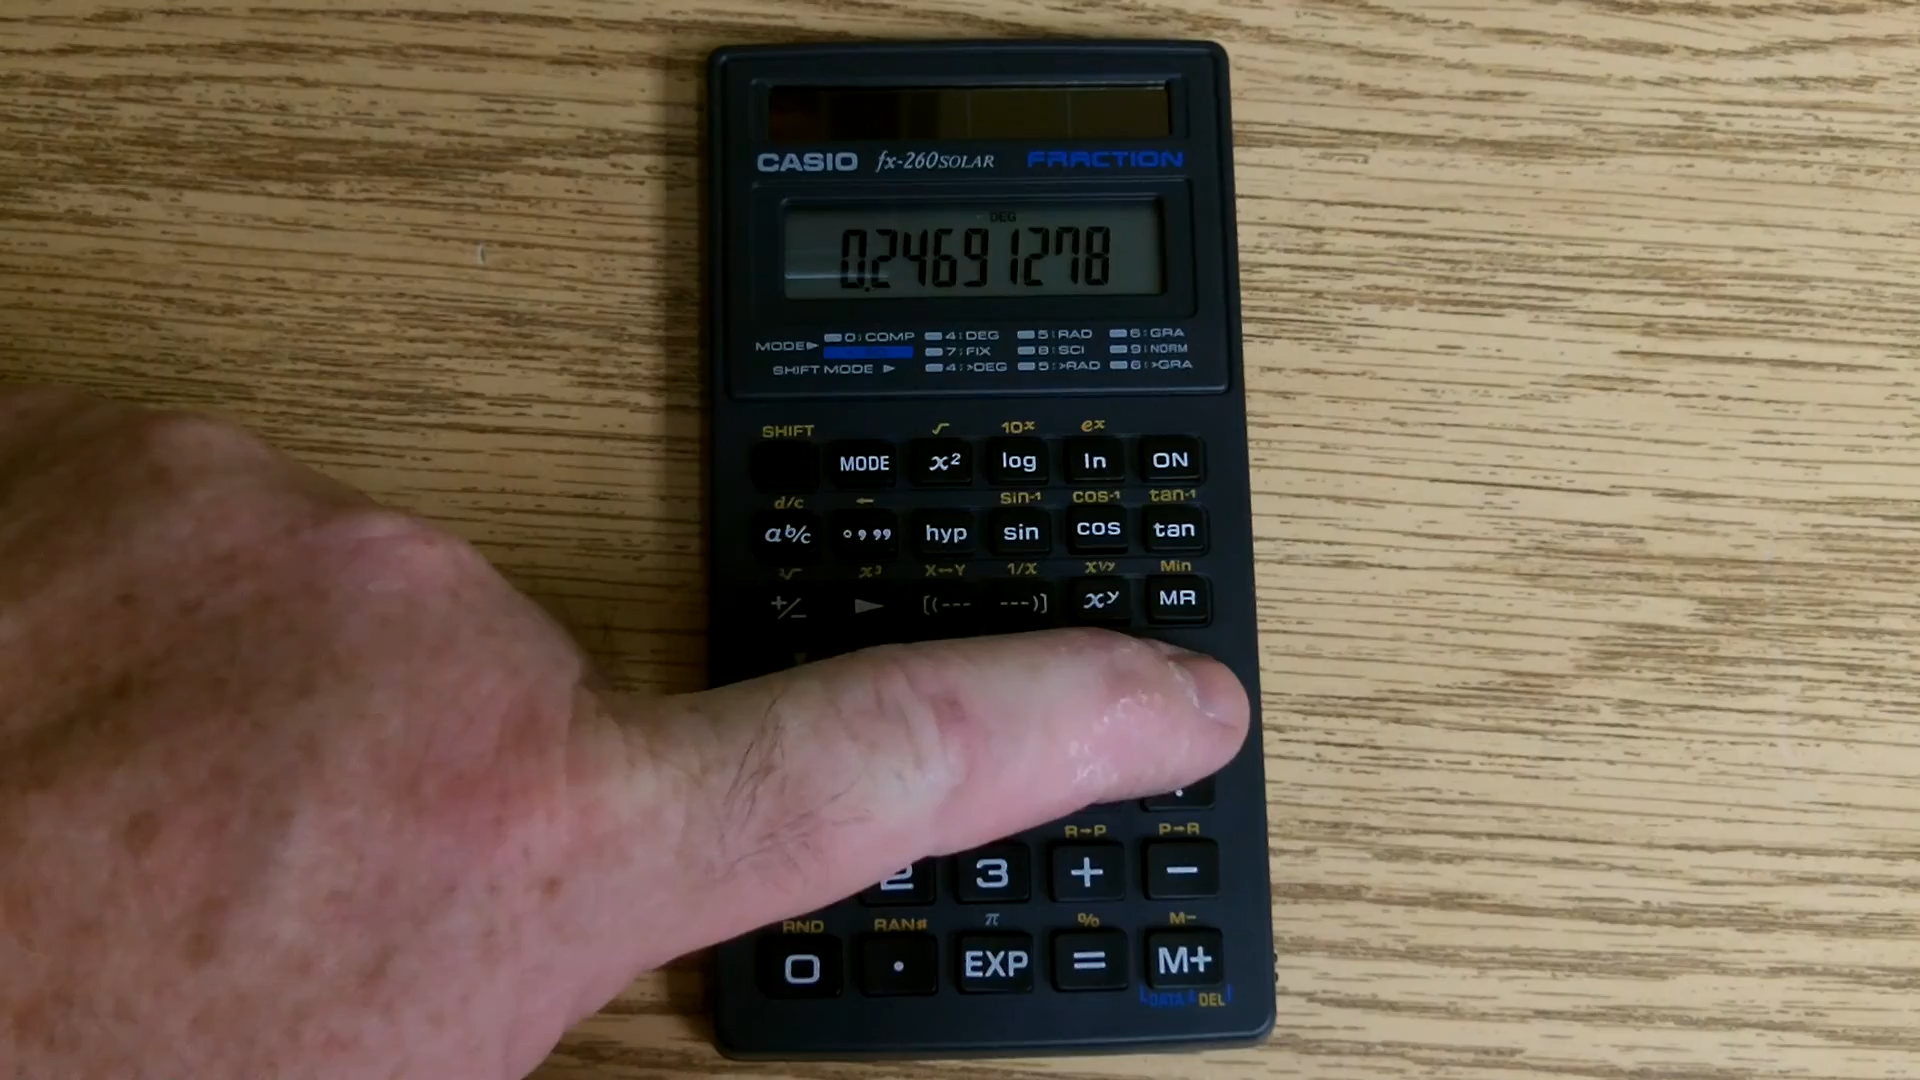 CASIO fx-260SOLAR FRACTION
DEG
0.24691278
MODE 0:COMP 4:DEG 5:RAD 6:GRA
7:FIX 8:SCI 9:NORM
SHIFT MODE 4:>DEG 5:>RAD 6:>GRA
SHIFT √ 10ˣ eˣ
MODE x² log ln ON
d/c ← sin⁻¹ cos⁻¹ tan⁻¹
ab/c ° ’ ’’ hyp sin cos tan
³√ x³ X↔Y 1/x x¹/ʸ Min
+/− ▶ [(--- ---)] xʸ MR
R→P P→R
2 3 + −
RND RAN# π % M−
0 · EXP = M+
DATA DEL